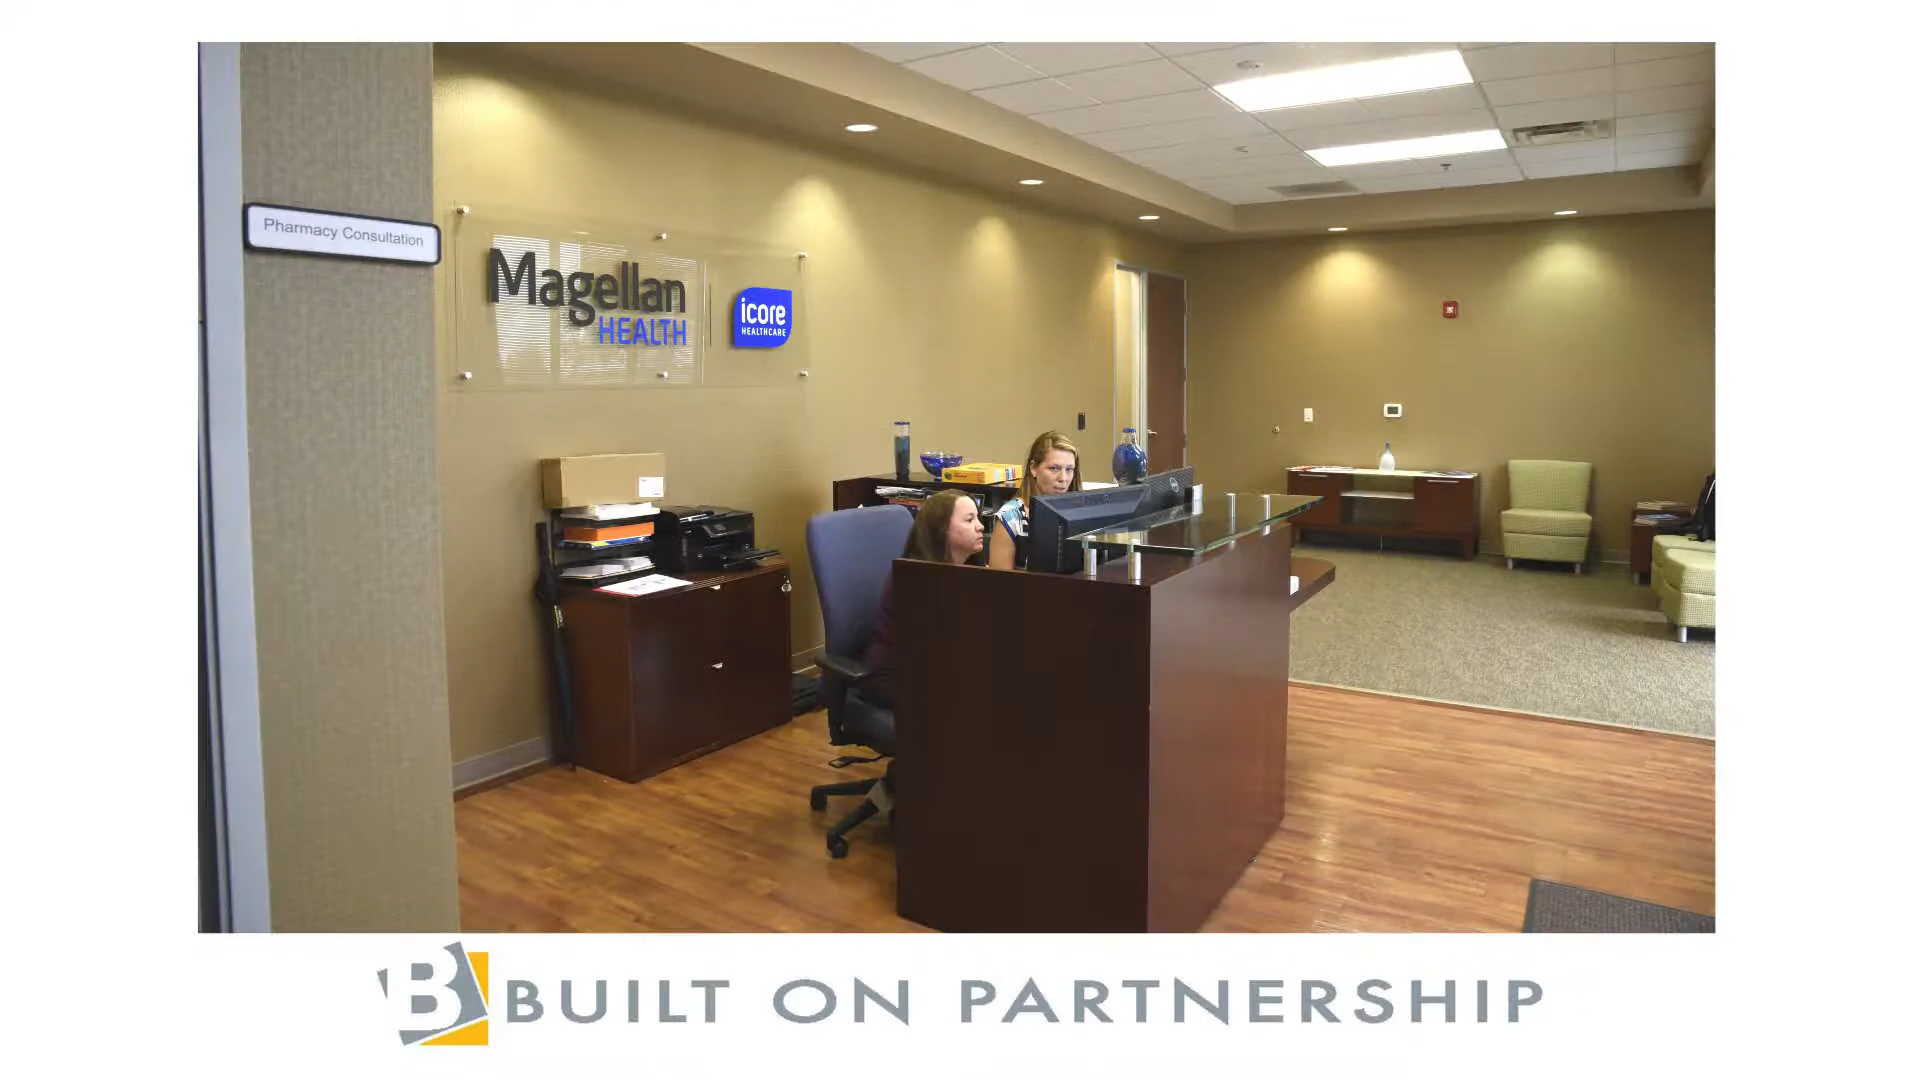 Pharmacy Consultation
Magellan
HEALTH
icore
HEALTHCARE
B BUILT ON PARTNERSHIP